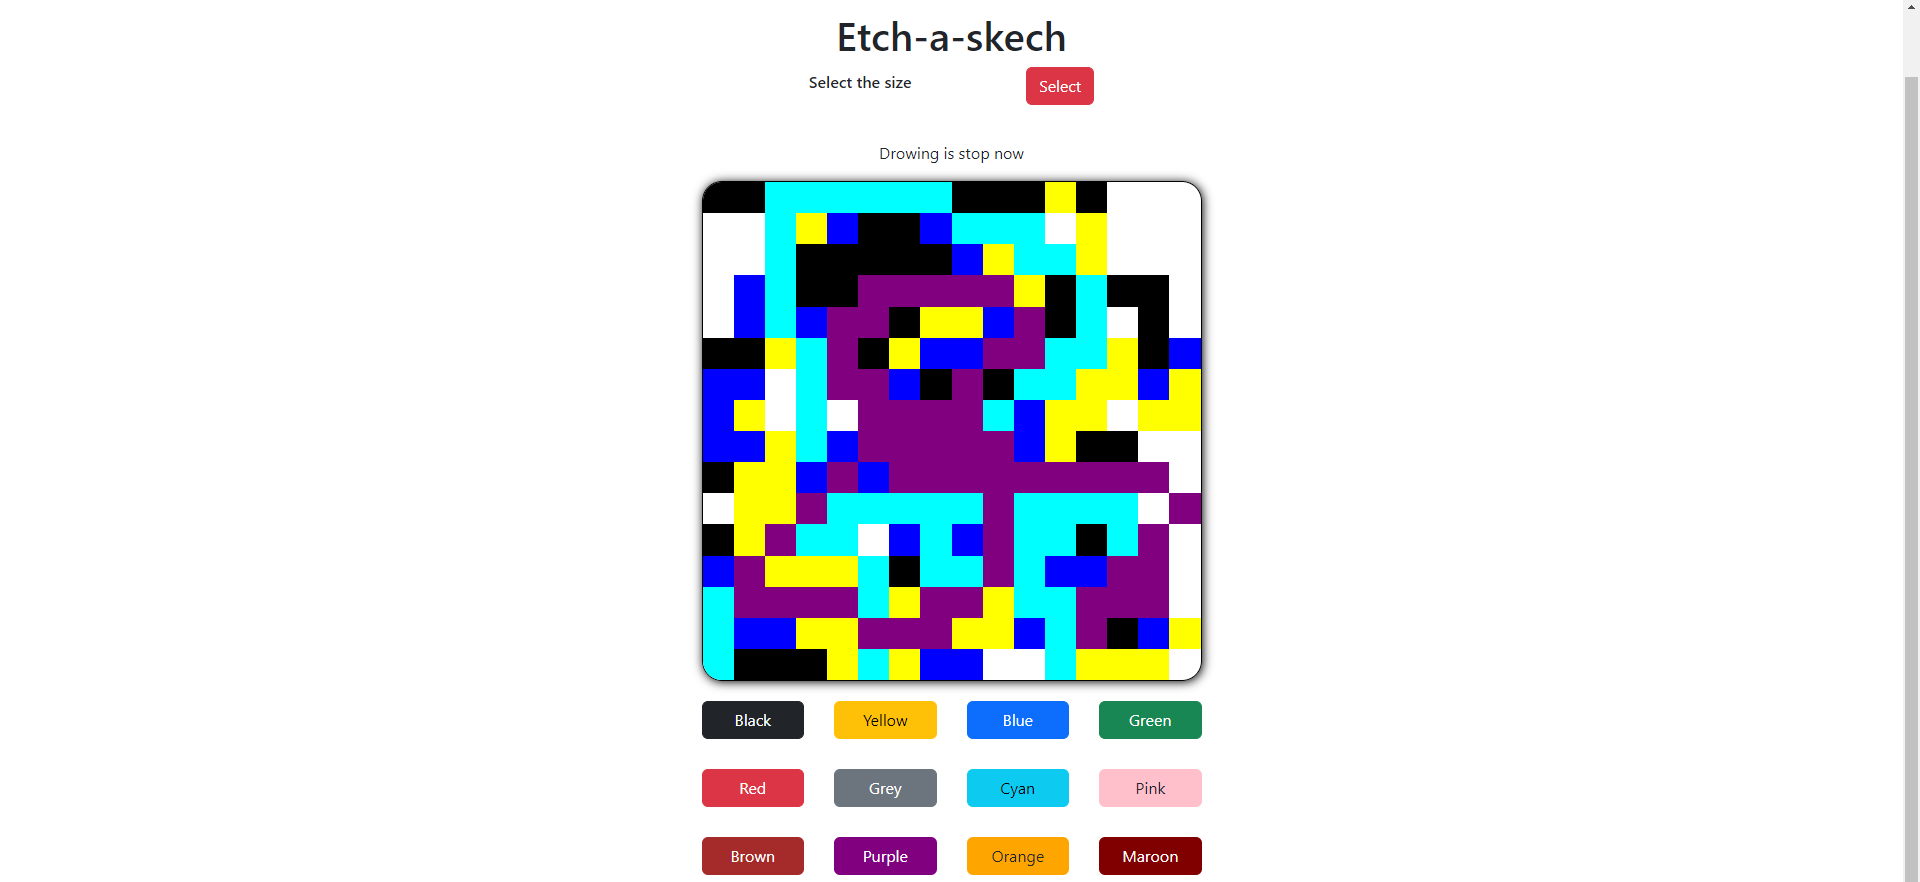 Etch-a-skech
Select the size
Select
Drowing is stop now
Black
Yellow
Blue
Green
Red
Grey
Cyan
Pink
Brown
Purple
Orange
Maroon